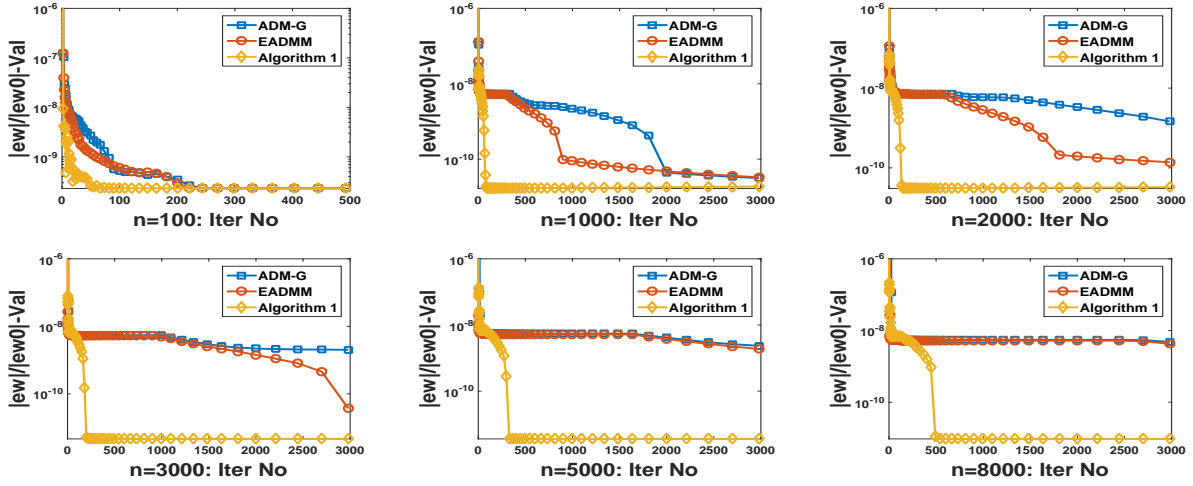 |ew|/|ew0|-Val
10^-6
10^-7
10^-8
10^-9
0 100 200 300 400 500
n=100: Iter No
ADM-G
EADMM
Algorithm 1
|ew|/|ew0|-Val
10^-6
10^-8
10^-10
0 500 1000 1500 2000 2500 3000
n=1000: Iter No
ADM-G
EADMM
Algorithm 1
|ew|/|ew0|-Val
10^-6
10^-8
10^-10
0 500 1000 1500 2000 2500 3000
n=2000: Iter No
ADM-G
EADMM
Algorithm 1
|ew|/|ew0|-Val
10^-6
10^-8
10^-10
0 500 1000 1500 2000 2500 3000
n=3000: Iter No
ADM-G
EADMM
Algorithm 1
|ew|/|ew0|-Val
10^-6
10^-8
10^-10
0 500 1000 1500 2000 2500 3000
n=5000: Iter No
ADM-G
EADMM
Algorithm 1
|ew|/|ew0|-Val
10^-6
10^-8
10^-10
0 500 1000 1500 2000 2500 3000
n=8000: Iter No
ADM-G
EADMM
Algorithm 1